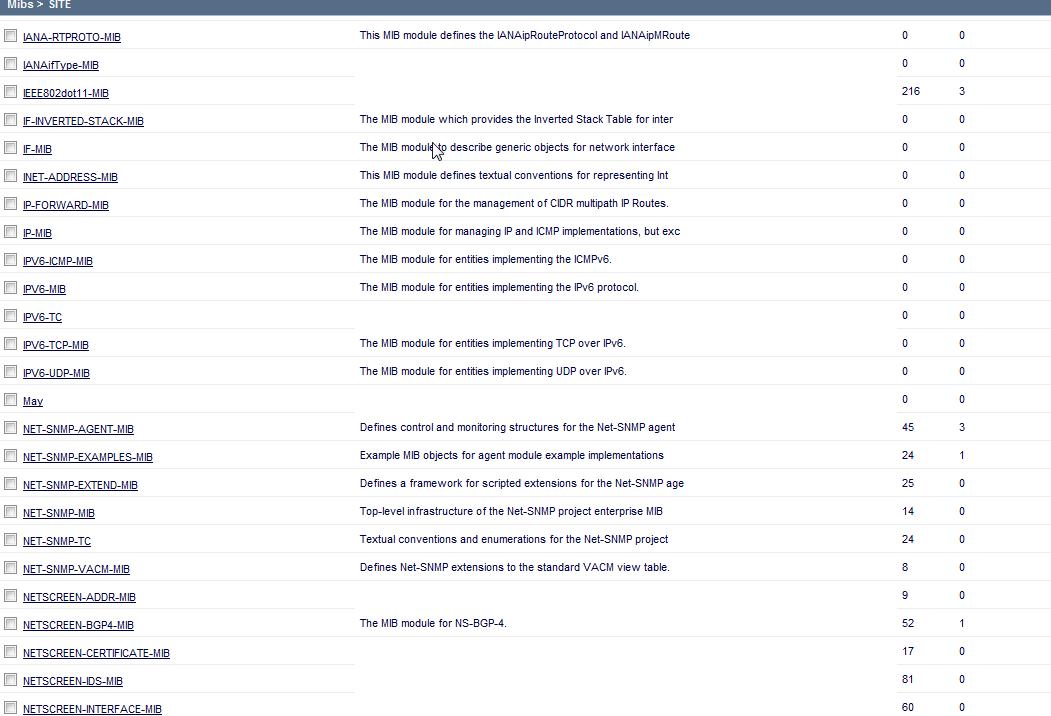 Mibs > SITE
IANA-RTPROTO-MIB This MIB module defines the IANAipRouteProtocol and IANAipMRoute 0 0
IANAifType-MIB 0 0
IEEE802dot11-MIB 216 3
IF-INVERTED-STACK-MIB The MIB module which provides the Inverted Stack Table for inter 0 0
IF-MIB The MIB module to describe generic objects for network interface 0 0
INET-ADDRESS-MIB This MIB module defines textual conventions for representing Int 0 0
IP-FORWARD-MIB The MIB module for the management of CIDR multipath IP Routes. 0 0
IP-MIB The MIB module for managing IP and ICMP implementations, but exc 0 0
IPV6-ICMP-MIB The MIB module for entities implementing the ICMPv6. 0 0
IPV6-MIB The MIB module for entities implementing the IPv6 protocol. 0 0
IPV6-TC 0 0
IPV6-TCP-MIB The MIB module for entities implementing TCP over IPv6. 0 0
IPV6-UDP-MIB The MIB module for entities implementing UDP over IPv6. 0 0
May 0 0
NET-SNMP-AGENT-MIB Defines control and monitoring structures for the Net-SNMP agent 45 3
NET-SNMP-EXAMPLES-MIB Example MIB objects for agent module example implementations 24 1
NET-SNMP-EXTEND-MIB Defines a framework for scripted extensions for the Net-SNMP age 25 0
NET-SNMP-MIB Top-level infrastructure of the Net-SNMP project enterprise MIB 14 0
NET-SNMP-TC Textual conventions and enumerations for the Net-SNMP project 24 0
NET-SNMP-VACM-MIB Defines Net-SNMP extensions to the standard VACM view table. 8 0
NETSCREEN-ADDR-MIB 9 0
NETSCREEN-BGP4-MIB The MIB module for NS-BGP-4. 52 1
NETSCREEN-CERTIFICATE-MIB 17 0
NETSCREEN-IDS-MIB 81 0
NETSCREEN-INTERFACE-MIB 60 0